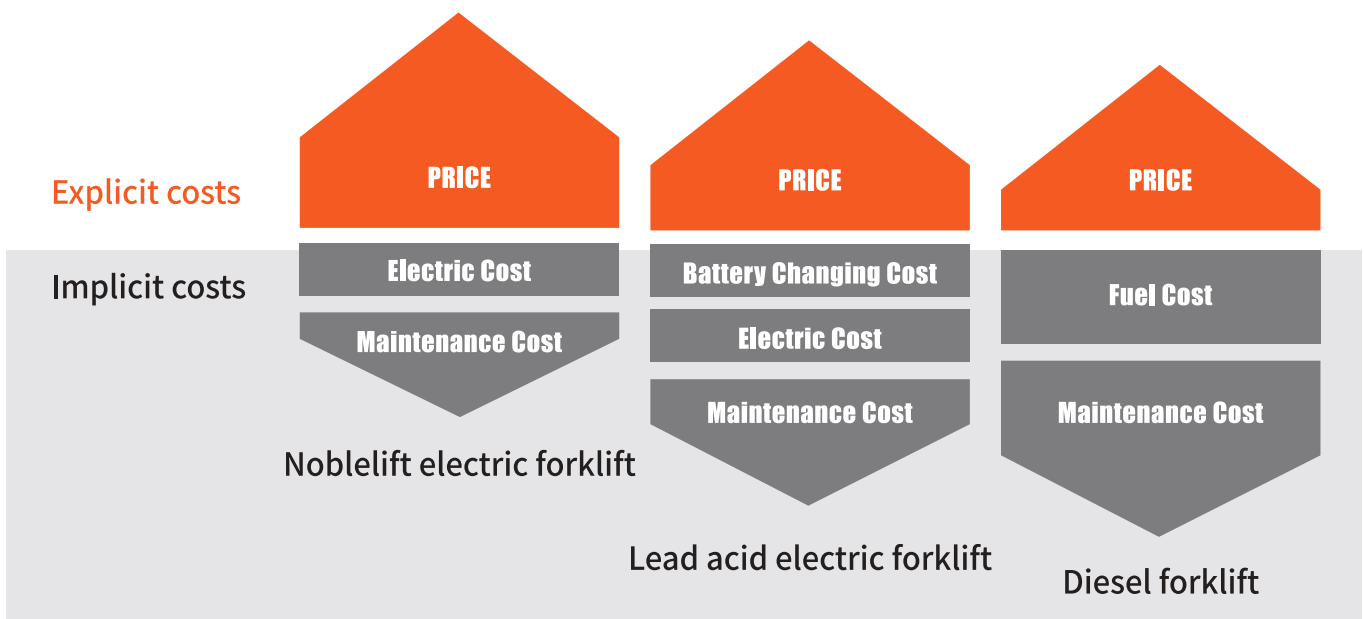 PRICE
PRICE
PRICE
Explicit costs
Implicit costs
Electric Cost
Maintenance Cost
Noblelift electric forklift
Battery Changing Cost
Electric Cost
Maintenance Cost
Lead acid electric forklift
Fuel Cost
Maintenance Cost
Diesel forklift